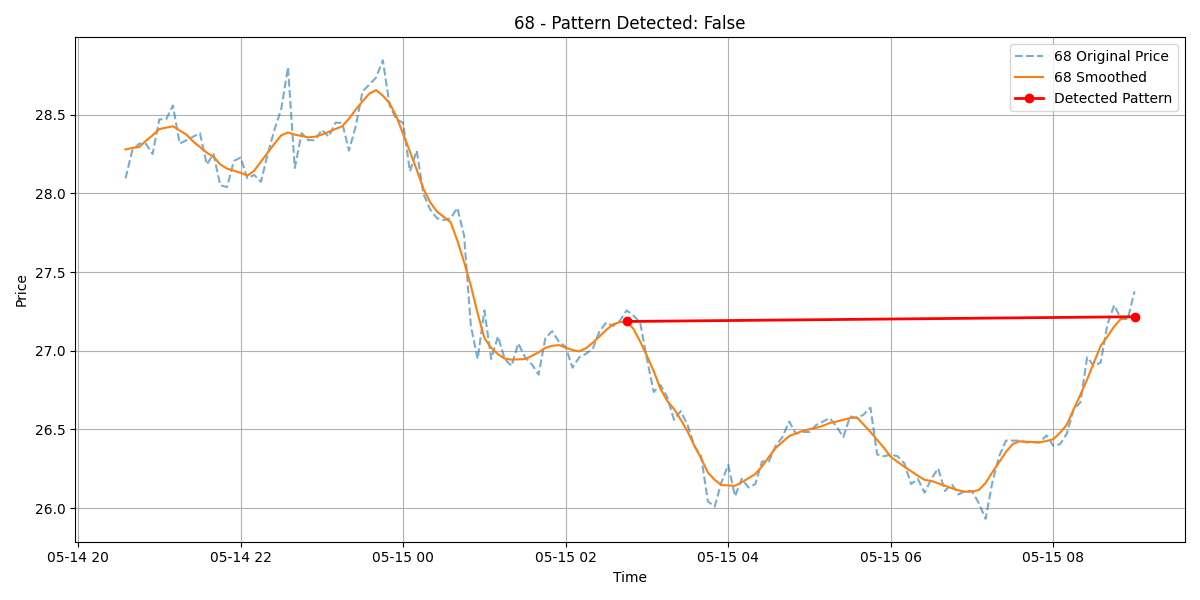 68 - Pattern Detected: False
68 Original Price
68 Smoothed
Detected Pattern
Price
28.5
28.0
27.5
27.0
26.5
26.0
05-14 20
05-14 22
05-15 00
05-15 02
05-15 04
05-15 06
05-15 08
Time